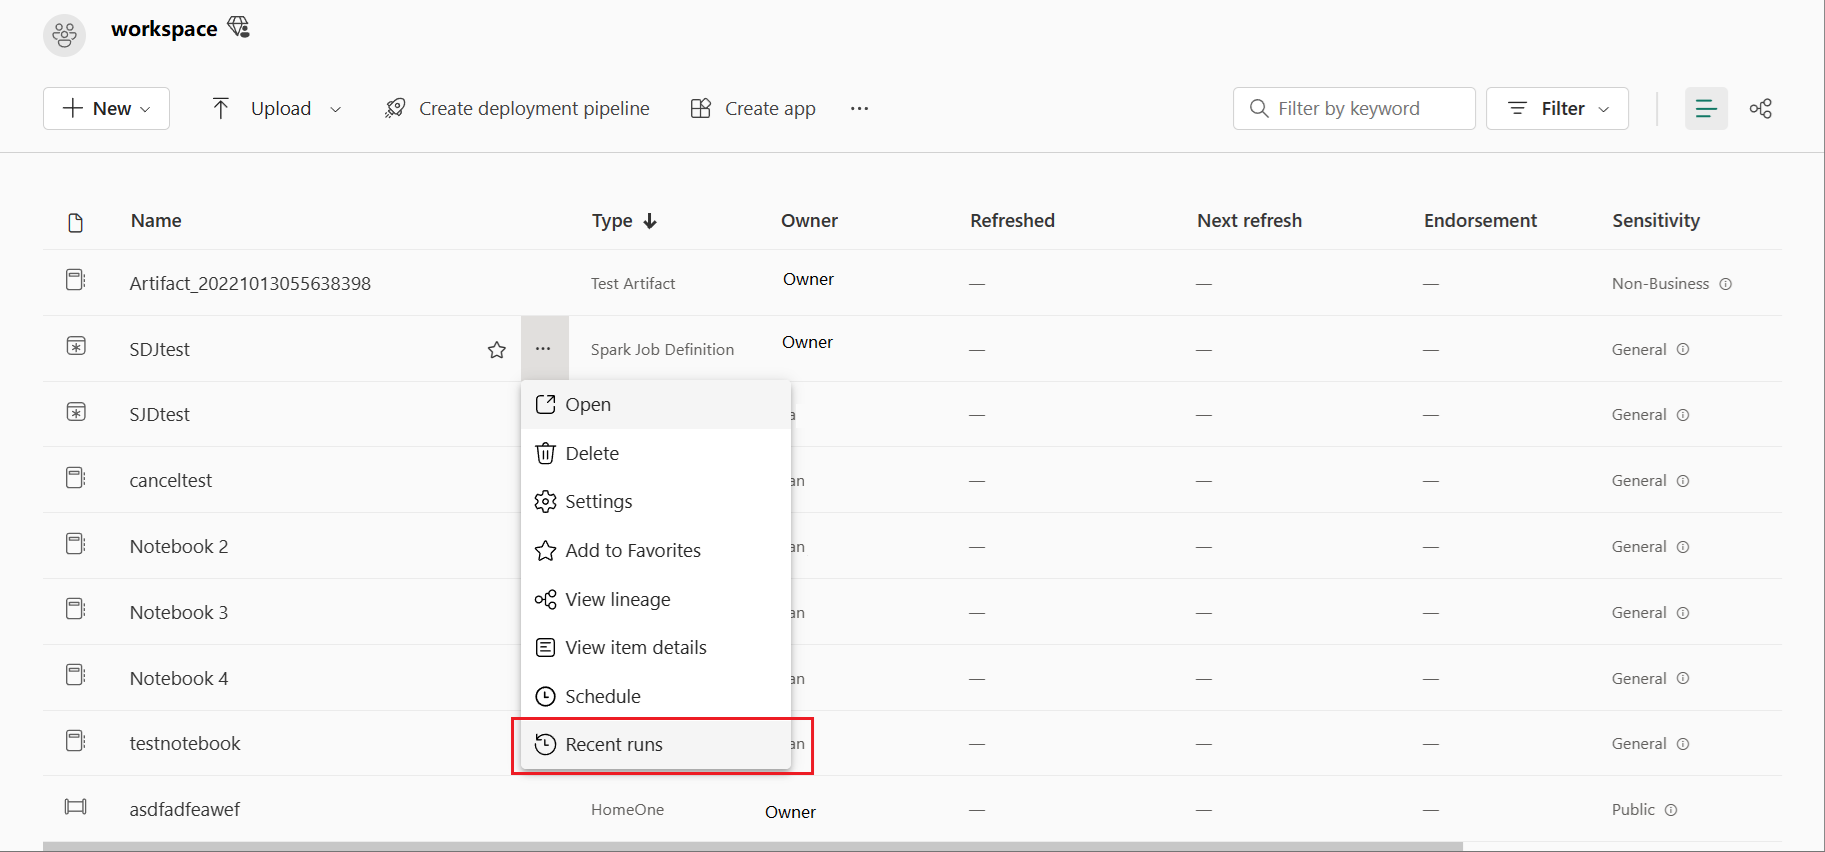 workspace
New Upload Create deployment pipeline Create app ... Filter by keyword Filter
Name Type Owner Refreshed Next refresh Endorsement Sensitivity
Artifact_20221013055638398 Test Artifact Owner — — — Non-Business
SDJtest ... Spark Job Definition Owner — — — General
Open
SJDtest a — — — General
Delete
canceltest an — — — General
Settings
Notebook 2 Add to Favorites an — — — General
View lineage
Notebook 3 an — — — General
View item details
Notebook 4 an — — — General
Schedule
testnotebook Recent runs an — — — General
asdfadfeawef HomeOne Owner — — — Public